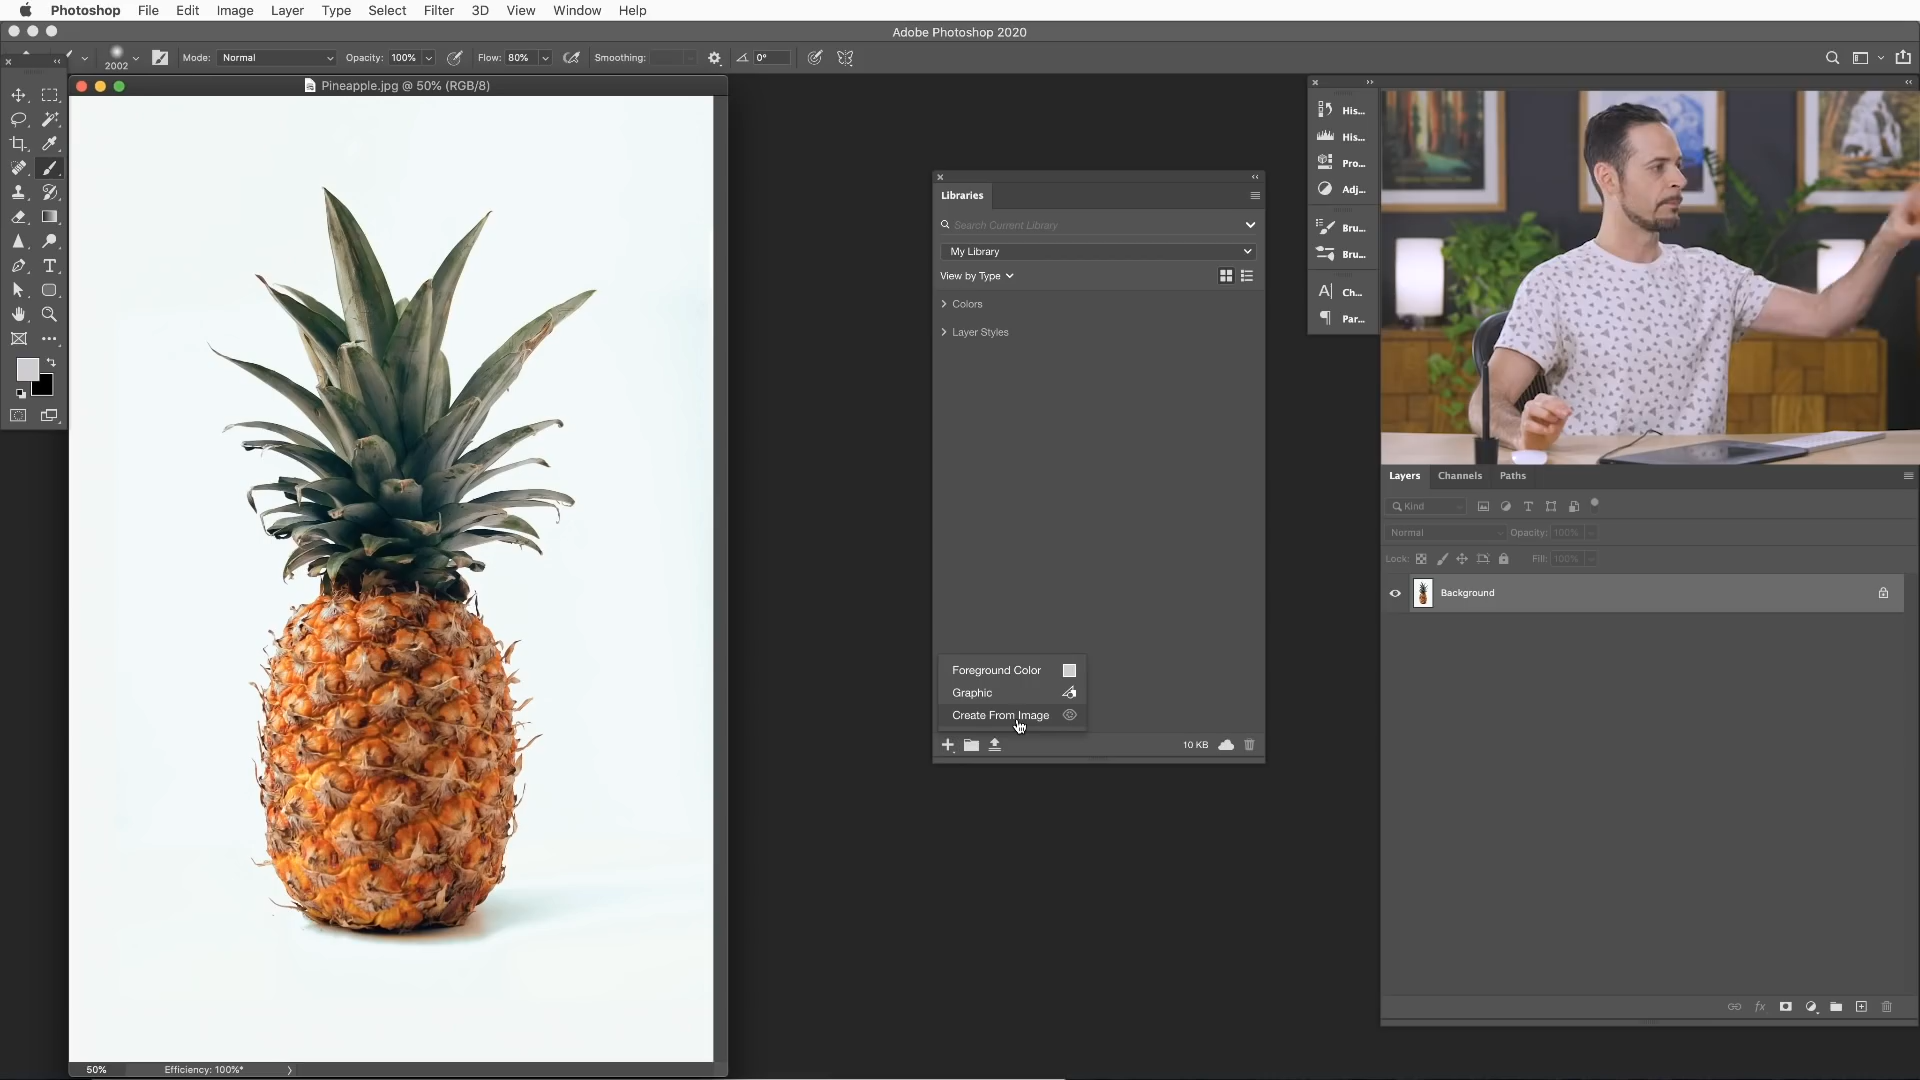 Photoshop File Edit Image Layer Type Select Filter 3D View Window Help
Adobe Photoshop 2020
2002 Mode: Normal Opacity: 100% Flow: 80% Smoothing: 0°
Pineapple.jpg @ 50% (RGB/8)
His...
His...
Pro...
Adj...
Bru...
Bru...
Ch...
Par...
Libraries
Search Current Library
My Library
View by Type
Colors
Layer Styles
Foreground Color
Graphic
Create From Image
10 KB
Layers Channels Paths
Kind
Normal Opacity: 100%
Lock: Fill: 100%
Background
50% Efficiency: 100%*